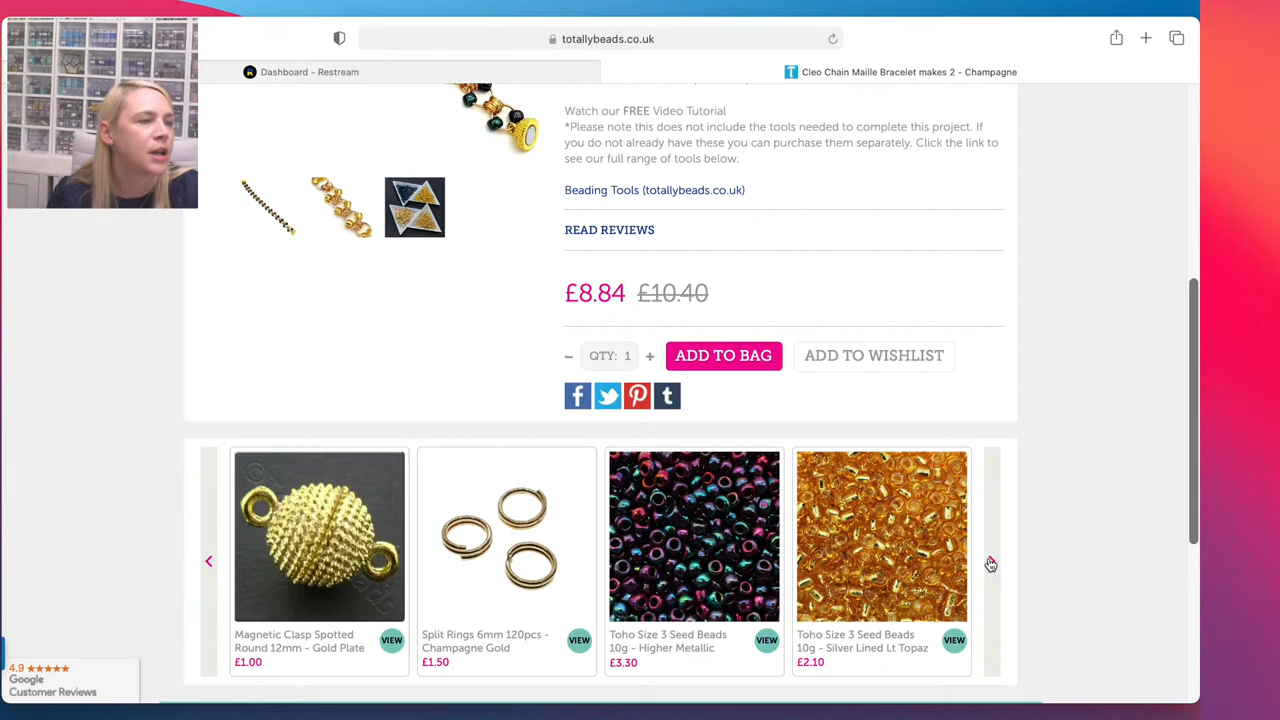 totallybeads.co.uk
Dashboard - Restream
Cleo Chain Maille Bracelet makes 2 - Champagne
Watch our FREE Video Tutorial
*Please note this does not include the tools needed to complete this project. If
you do not already have these you can purchase them separately. Click the link to
see our full range of tools below.
Beading Tools (totallybeads.co.uk)
READ REVIEWS
£8.84 £10.40
QTY: 1 ADD TO BAG ADD TO WISHLIST
Magnetic Clasp Spotted
Round 12mm - Gold Plate
£1.00
VIEW
Split Rings 6mm 120pcs -
Champagne Gold
£1.50
VIEW
Toho Size 3 Seed Beads
10g - Higher Metallic
£3.30
VIEW
Toho Size 3 Seed Beads
10g - Silver Lined Lt Topaz
£2.10
VIEW
4.9
Google
Customer Reviews